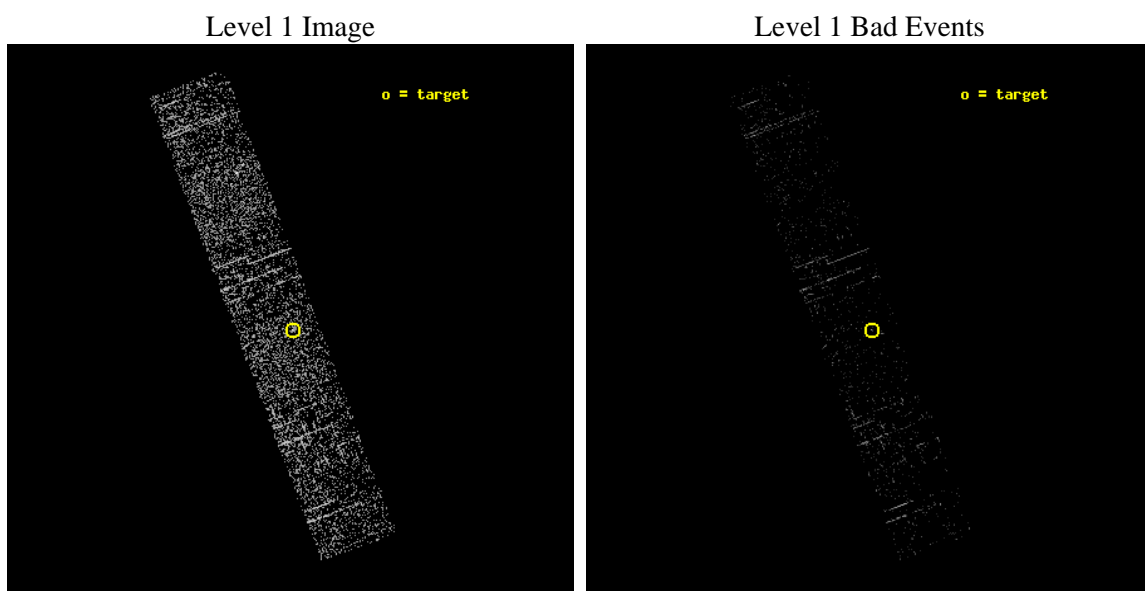 Level 1 Image
Level 1 Bad Events
o = target
o = target